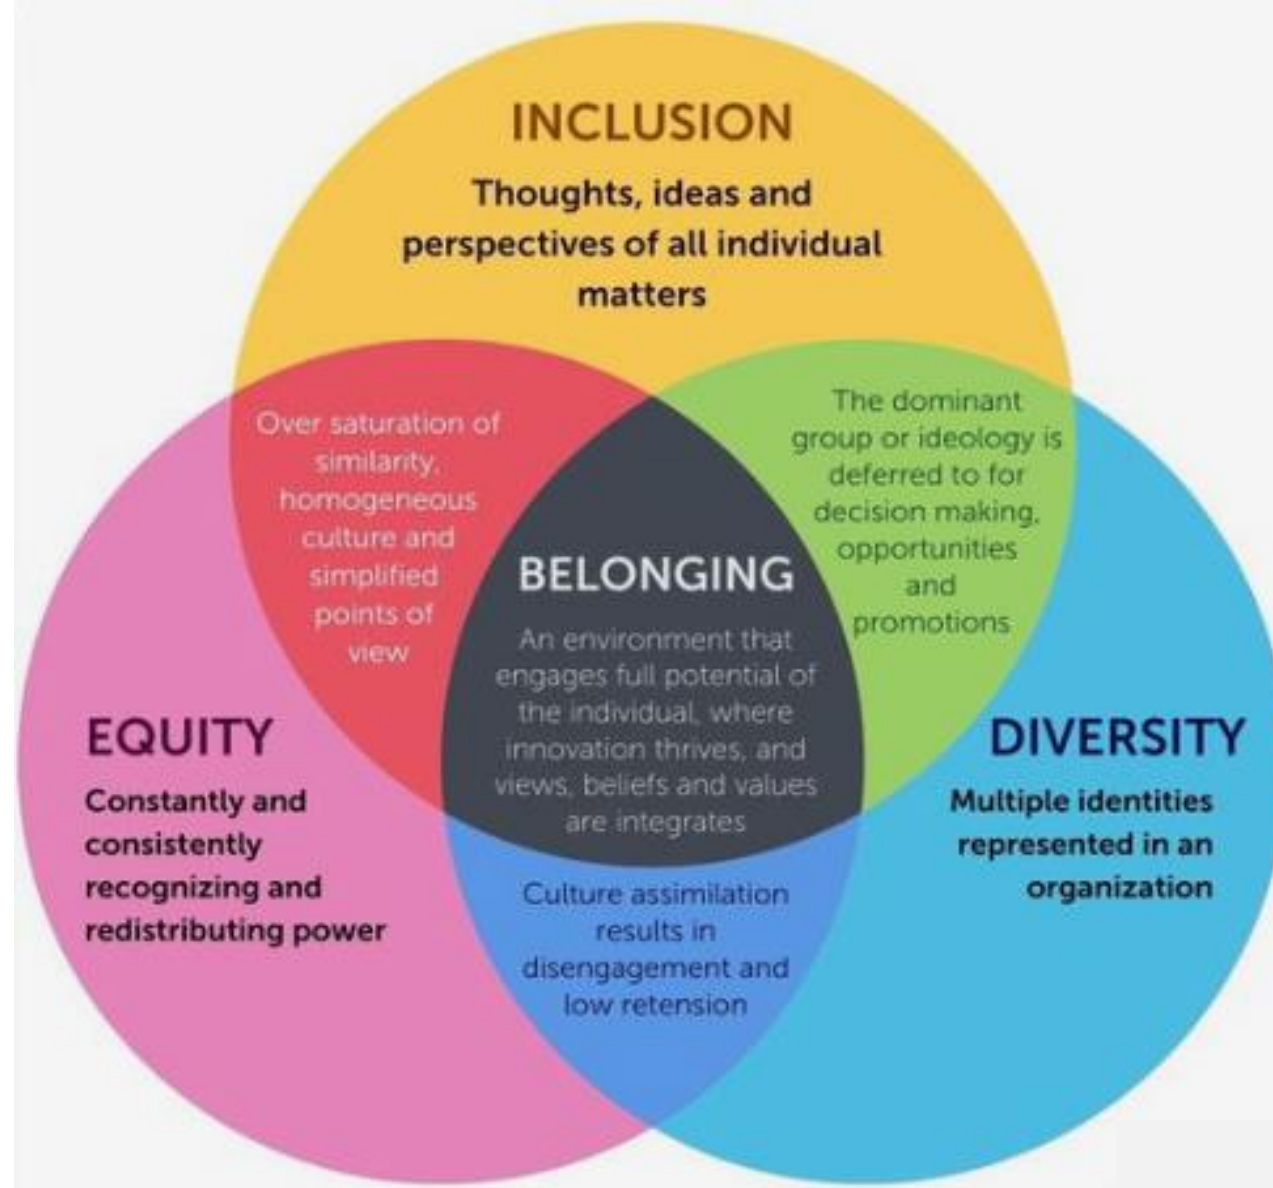 INCLUSION
Thoughts, ideas and
perspectives of all individual
matters
Over saturation of
similarity,
homogeneous
culture and
simplified
points of
view
The dominant
group or ideology is
deferred to for
decision making,
opportunities
and
promotions
BELONGING
An environment that
engages full potential of
the individual, where
innovation thrives, and
views, beliefs and values
are integrates
EQUITY
Constantly and
consistently
recognizing and
redistributing power
DIVERSITY
Multiple identities
represented in an
organization
Culture assimilation
results in
disengagement and
low retension